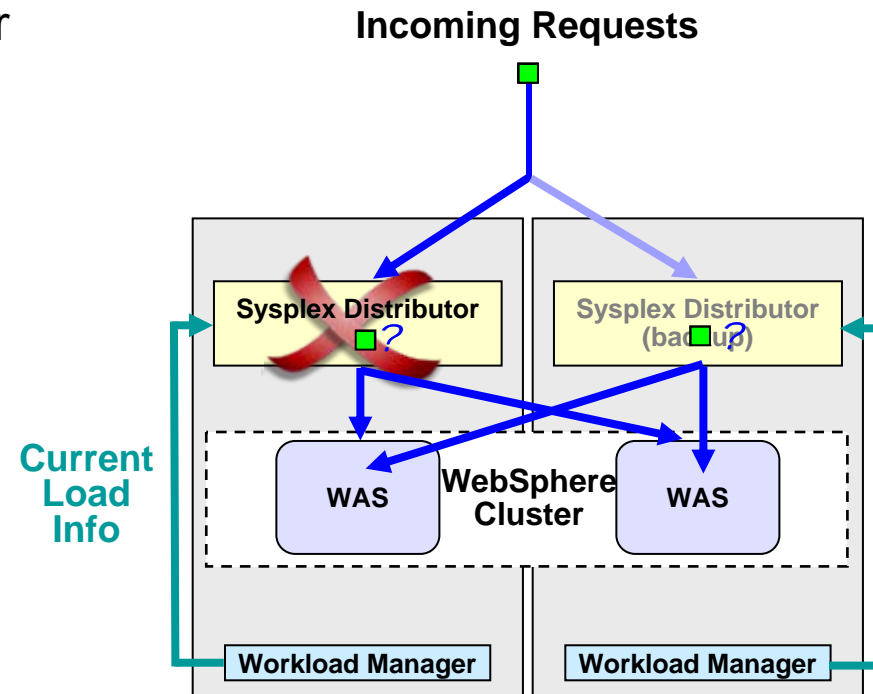 r
Incoming Requests
Sysplex Distributor
?
Sysplex Distributor
(backup)
?
Current
Load
Info
WAS
WebSphere
Cluster
WAS
Workload Manager
Workload Manager